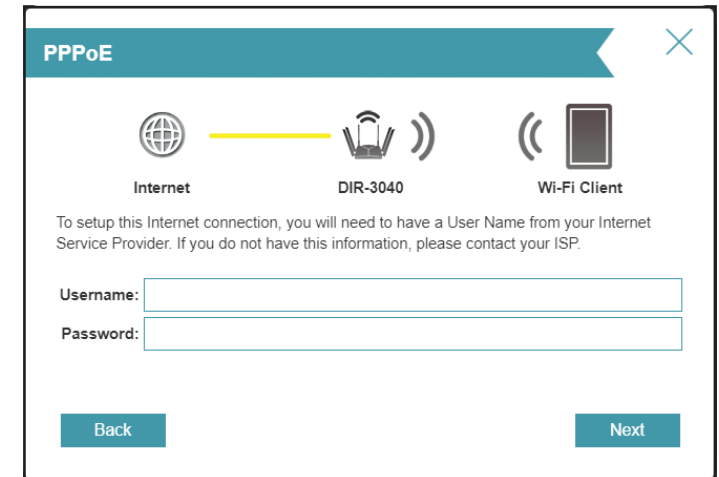 PPPoE
Internet
DIR-3040
Wi-Fi Client
To setup this Internet connection, you will need to have a User Name from your Internet
Service Provider. If you do not have this information, please contact your ISP.
Username:
Password:
Back
Next